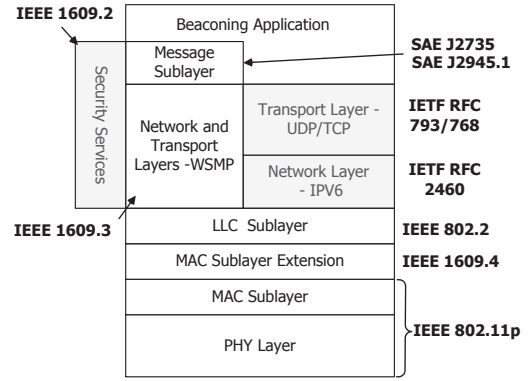 IEEE 1609.2
Beaconing Application
Message
Sublayer
SAE J2735
SAE J2945.1
Security Services
Network and
Transport
Layers -WSMP
Transport Layer -
UDP/TCP
IETF RFC
793/768
Network Layer
- IPV6
IETF RFC
2460
IEEE 1609.3
LLC Sublayer
IEEE 802.2
MAC Sublayer Extension
IEEE 1609.4
MAC Sublayer
IEEE 802.11p
PHY Layer